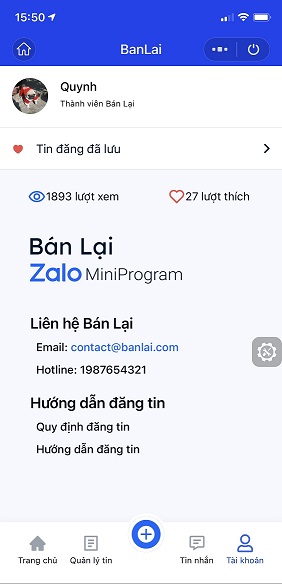 15:50
BanLai
Quynh
Thành viên Bán Lại
Tin đăng đã lưu
1893 lượt xem
27 lượt thích
Bán Lại
Zalo MiniProgram
Liên hệ Bán Lại
Email: contact@banlai.com
Hotline: 1987654321
Hướng dẫn đăng tin
Quy định đăng tin
Hướng dẫn đăng tin
Trang chủ
Quản lý tin
Tin nhắn
Tài khoản